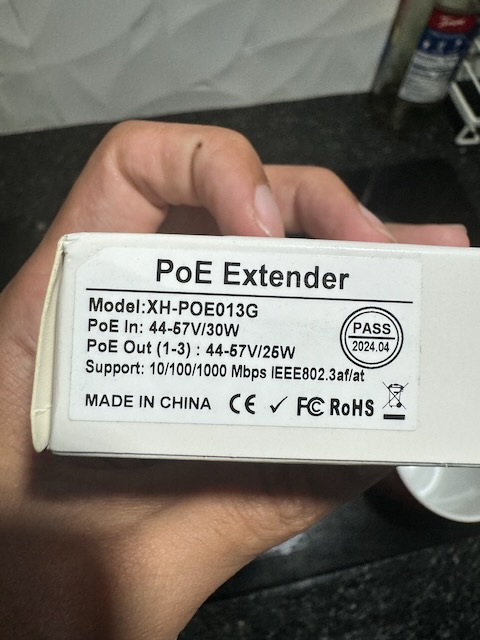 PoE Extender
Model:XH-POE013G
PoE In: 44-57V/30W
PoE Out (1-3) : 44-57V/25W
Support: 10/100/1000 Mbps IEEE802.3af/at
PASS
2024.04
MADE IN CHINA CE ✓ FC RoHS